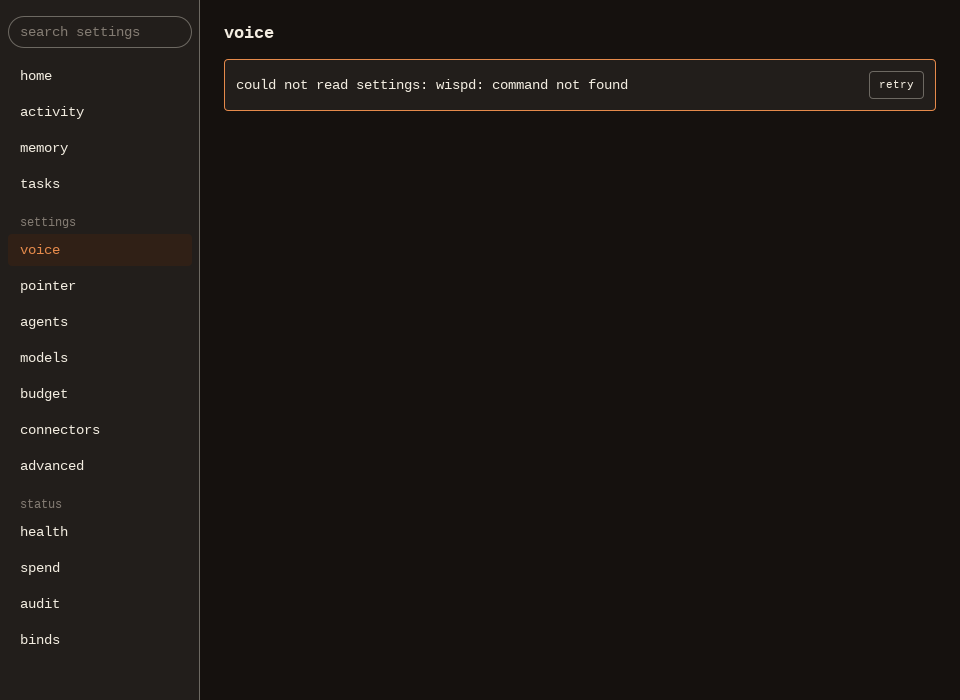 search settings
home
activity
memory
tasks
settings
voice
pointer
agents
models
budget
connectors
advanced
status
health
spend
audit
binds
voice
could not read settings: wispd: command not found
retry